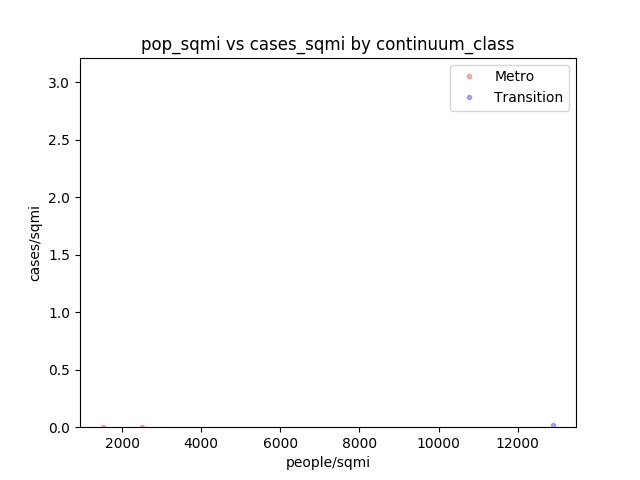 pop_sqmi vs cases_sqmi by continuum_class
Metro
Transition
3.0
2.5
2.0
1.5
1.0
0.5
0.0
cases/sqmi
2000 4000 6000 8000 10000 12000
people/sqmi